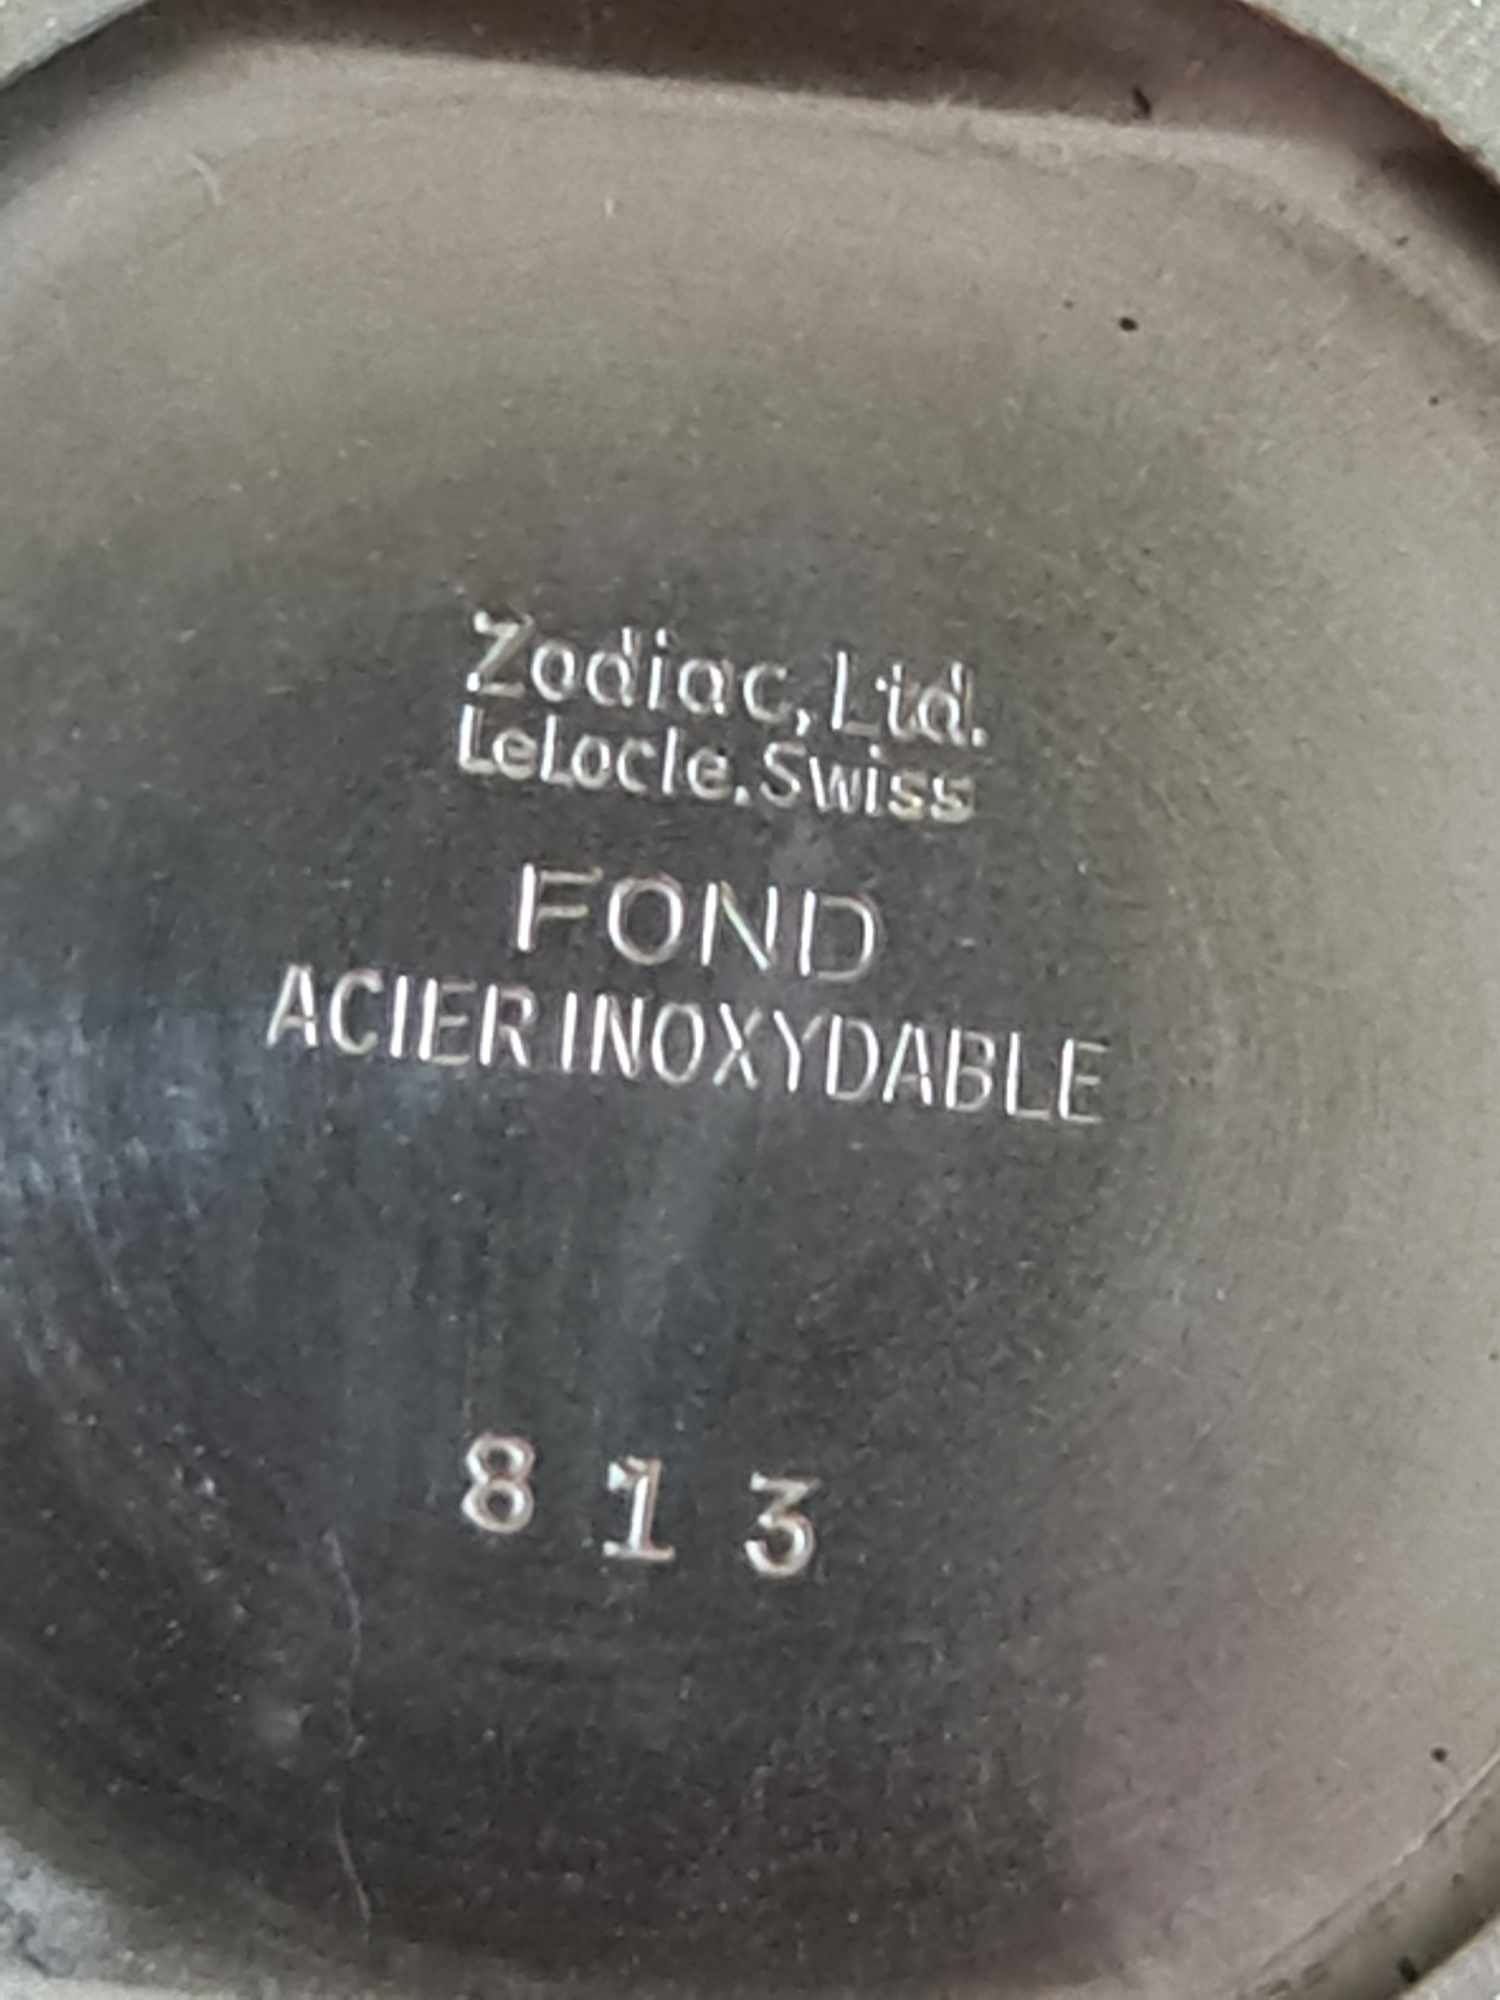 Zodiac, Ltd.
LeLocle. Swiss
FOND
ACIER INOXYDABLE
813